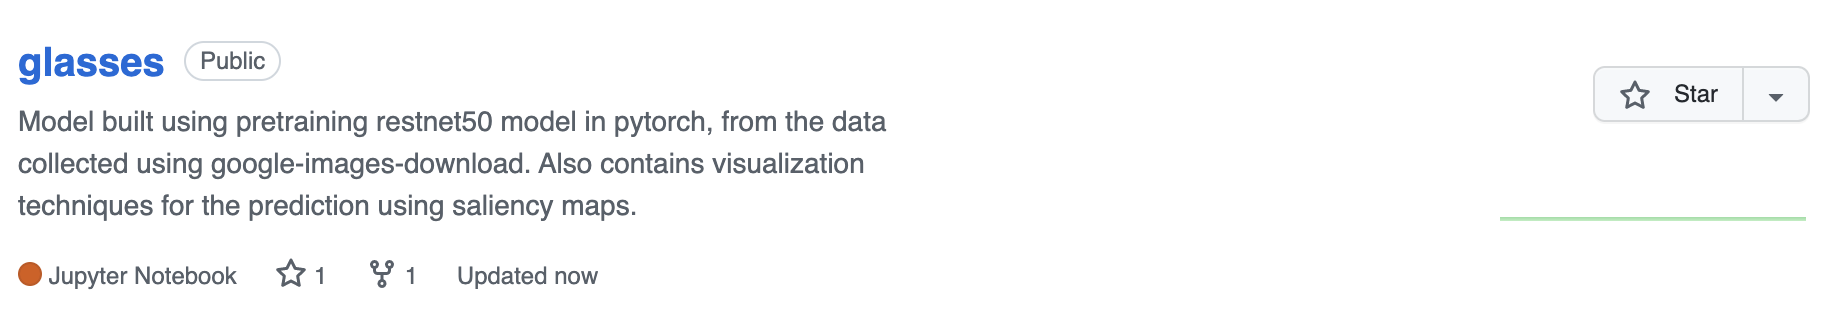 glasses Public
Star
Model built using pretraining restnet50 model in pytorch, from the data
collected using google-images-download. Also contains visualization
techniques for the prediction using saliency maps.
Jupyter Notebook 1 1 Updated now